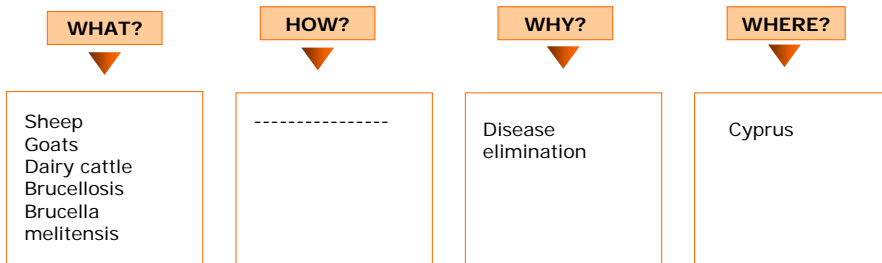 WHAT?
HOW?
WHY?
WHERE?
Sheep
Goats
Dairy cattle
Brucellosis
Brucella
melitensis
----------------
Disease
elimination
Cyprus